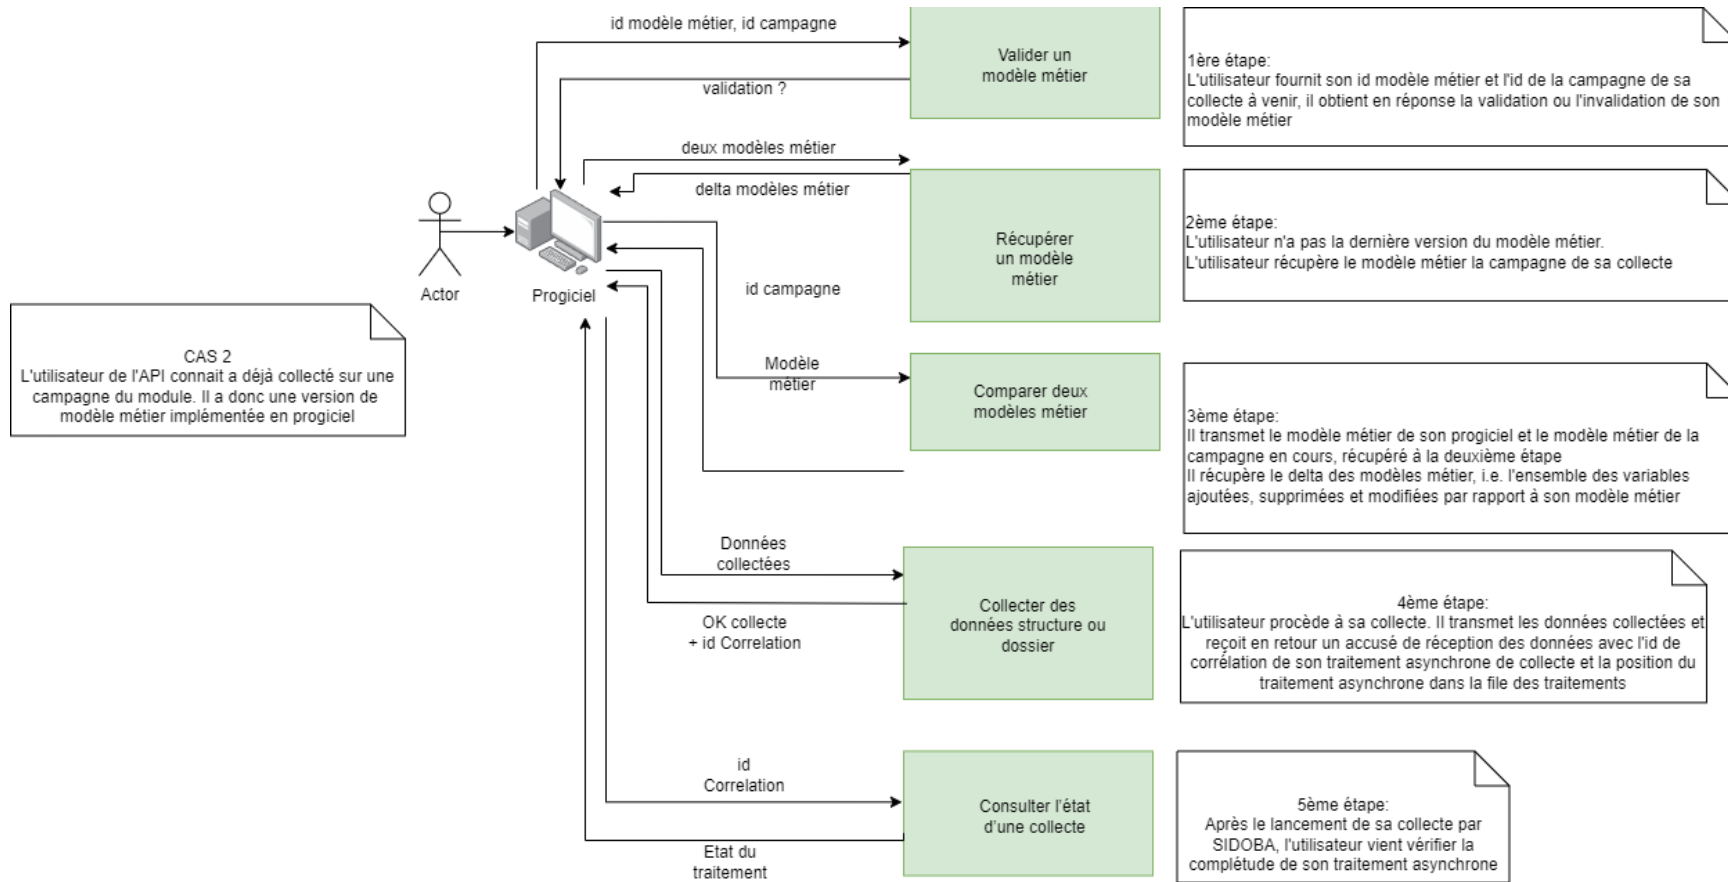 id modèle métier, id campagne
Valider un
modèle métier
validation ?
1ère étape:
L'utilisateur fournit son id modèle métier et l'id de la campagne de sa
collecte à venir, il obtient en réponse la validation ou l'invalidation de son
modèle métier
deux modèles métier
delta modèles métier
Récupérer
un modèle
métier
2ème étape:
L'utilisateur n'a pas la dernière version du modèle métier.
L'utilisateur récupère le modèle métier la campagne de sa collecte
Actor
Progiciel
id campagne
CAS 2
L'utilisateur de l'API connait a déjà collecté sur une
campagne du module. Il a donc une version de
modèle métier implémentée en progiciel
Modèle
métier
Comparer deux
modèles métier
3ème étape:
Il transmet le modèle métier de son progiciel et le modèle métier de la
campagne en cours, récupéré à la deuxième étape
Il récupère le delta des modèles métier, i.e. l'ensemble des variables
ajoutées, supprimées et modifiées par rapport à son modèle métier
Données
collectées
OK collecte
+ id Correlation
Collecter des
données structure ou
dossier
4ème étape:
L'utilisateur procède à sa collecte. Il transmet les données collectées et
reçoit en retour un accusé de réception des données avec l'id de
corrélation de son traitement asynchrone de collecte et la position du
traitement asynchrone dans la file des traitements
id
Correlation
Consulter l'état
d'une collecte
Etat du
traitement
5ème étape:
Après le lancement de sa collecte par
SIDOBA, l'utilisateur vient vérifier la
complétude de son traitement asynchrone